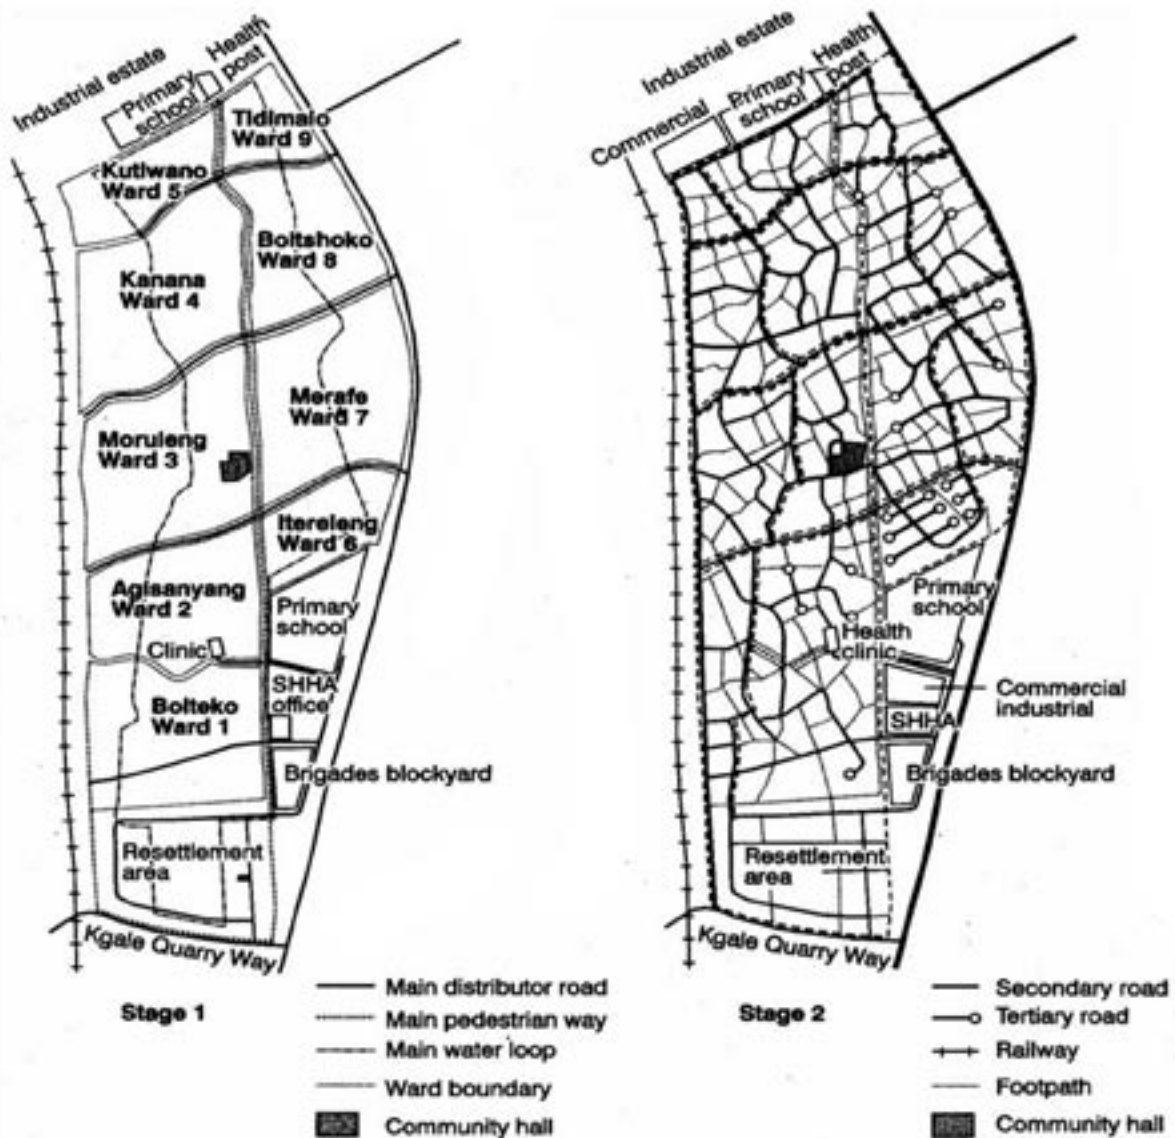 Industrial estate
Primary
school
Health
post
Tidimalo
Ward 9
Kutlwano
Ward 5
Boitshoko
Ward 8
Kanana
Ward 4
Merafe
Ward 7
Moruleng
Ward 3
Itereleng
Ward 6
Agisanyang
Ward 2
Primary
school
Clinic
SHHA
office
Boiteko
Ward 1
Brigades blockyard
Resettlement
area
Kgale Quarry Way
Stage 1
Main distributor road
Main pedestrian way
Main water loop
Ward boundary
Community hall
Industrial estate
Commercial
Primary
school
Health
post
Primary
school
Health
clinic
Commercial
industrial
SHHA
Brigades blockyard
Resettlement
area
Kgale Quarry Way
Stage 2
Secondary road
Tertiary road
Railway
Footpath
Community hall